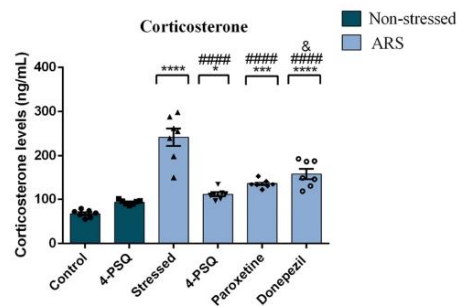 Corticosterone
Non-stressed
ARS
&
#### #### ####
**** * *** ****
Corticosterone levels (ng/mL)
400
300
200
100
0
Control
4-PSQ
Stressed
4-PSQ
Paroxetine
Donepezil